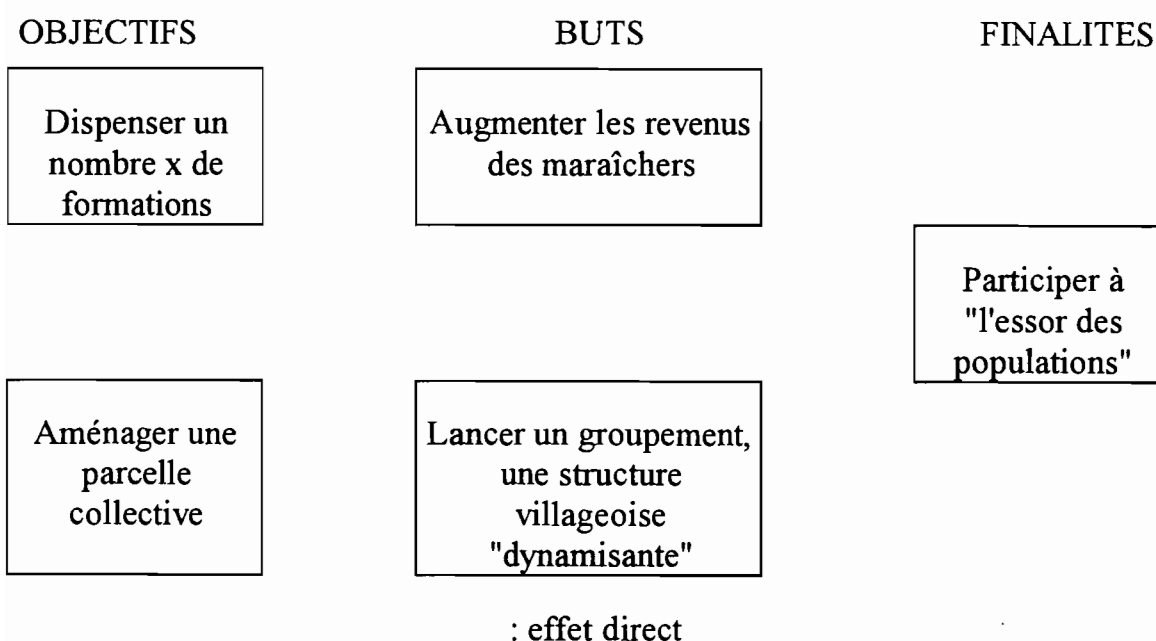 OBJECTIFS
BUTS
FINALITES
Dispenser un
nombre x de
formations
Augmenter les revenus
des maraîchers
Participer à
"l'essor des
populations"
Aménager une
parcelle
collective
Lancer un groupement,
une structure
villageoise
"dynamisante"
: effet direct